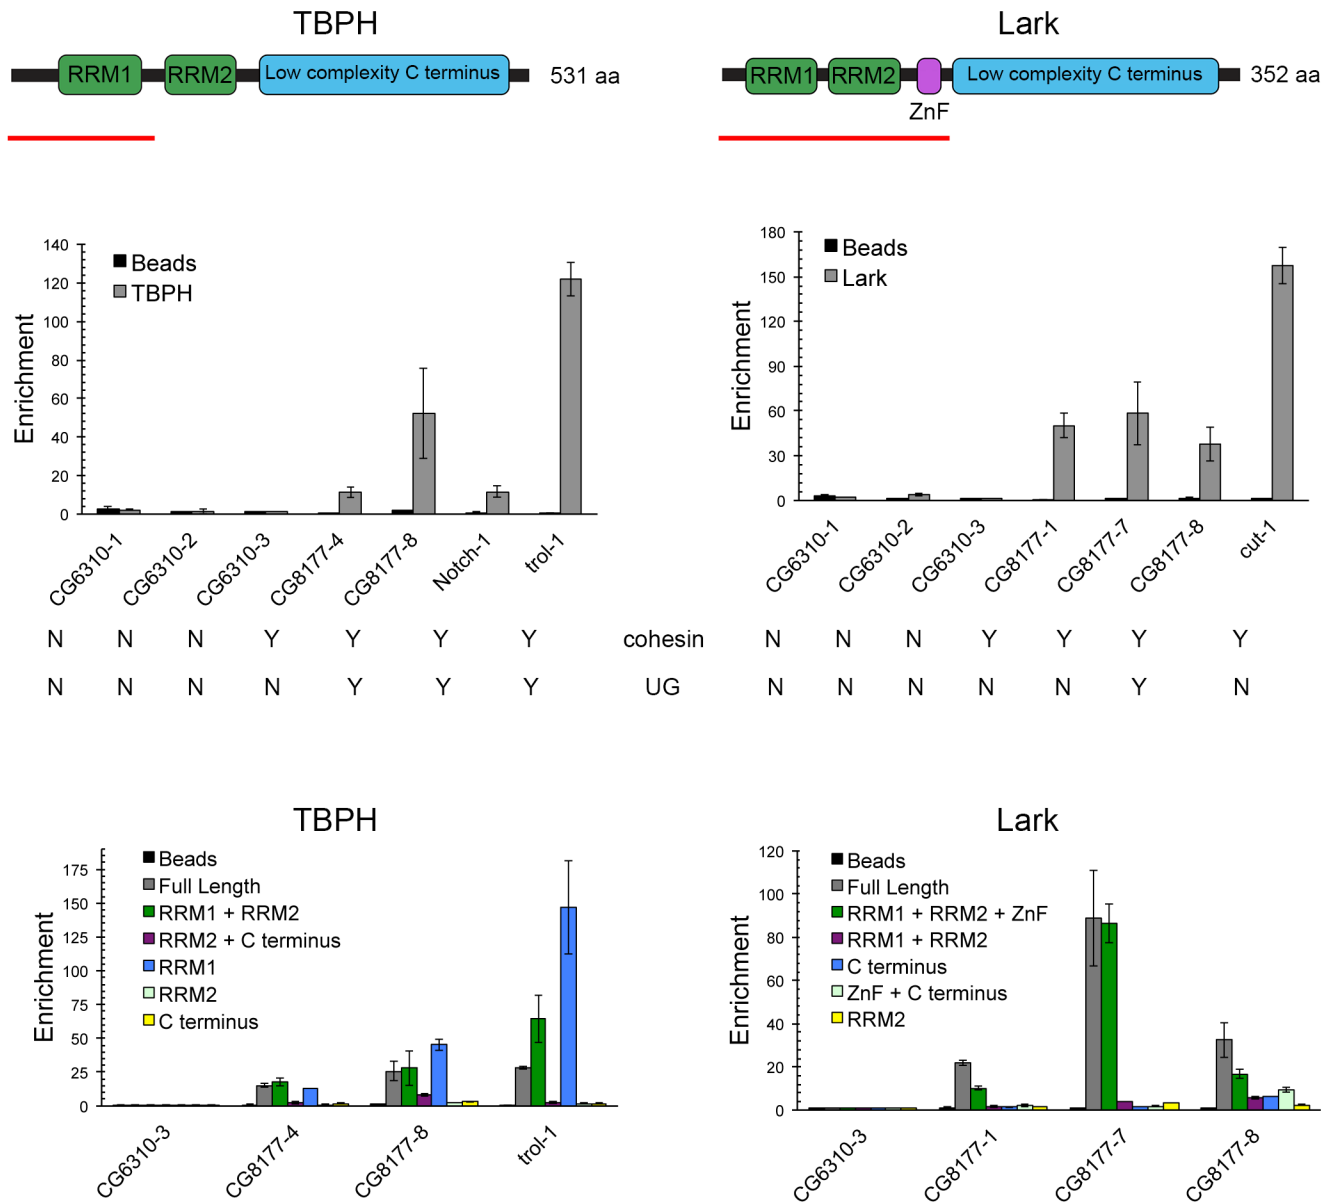 TBPH
RRM1 RRM2 Low complexity C terminus 531 aa
Lark
RRM1 RRM2 Low complexity C terminus 352 aa
ZnF
Enrichment
140
120
100
80
60
40
20
0
Beads
TBPH
CG6310-1 CG6310-2 CG6310-3 CG8177-4 CG8177-8 Notch-1 trol-1
Enrichment
180
150
120
90
60
30
0
Beads
Lark
CG6310-1 CG6310-2 CG6310-3 CG8177-1 CG8177-7 CG8177-8 cut-1
N N N Y Y Y Y cohesin N N N Y Y Y Y
N N N N Y Y Y UG N N N N N Y N
TBPH
Enrichment
175
150
125
100
75
50
25
0
Beads
Full Length
RRM1 + RRM2
RRM2 + C terminus
RRM1
RRM2
C terminus
CG6310-3 CG8177-4 CG8177-8 trol-1
Lark
Enrichment
120
100
80
60
40
20
0
Beads
Full Length
RRM1 + RRM2 + ZnF
RRM1 + RRM2
C terminus
ZnF + C terminus
RRM2
CG6310-3 CG8177-1 CG8177-7 CG8177-8